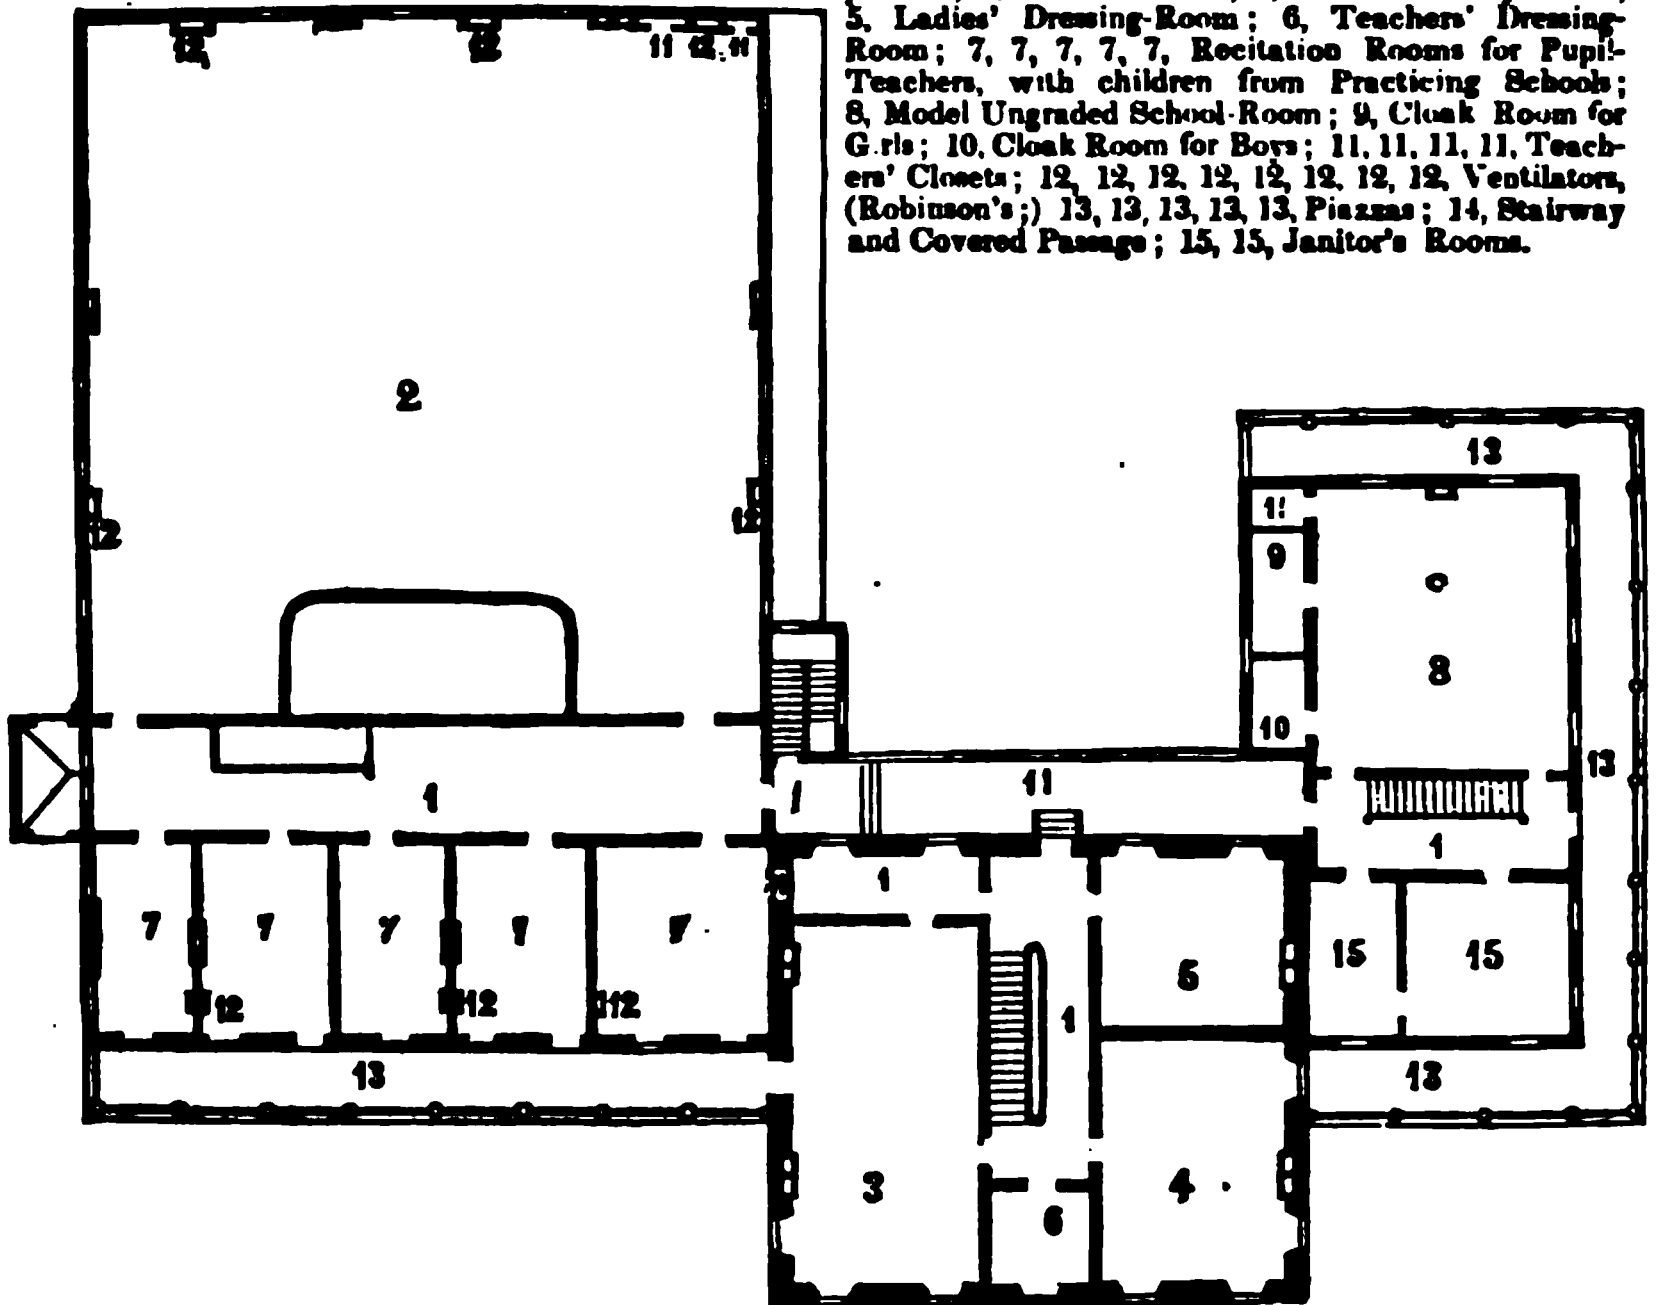 5, Ladies' Dressing-Room; 6, Teachers' Dressing-
Room; 7, 7, 7, 7, 7, Recitation Rooms for Pupil-
Teachers, with children from Practicing Schools;
8, Model Ungraded School-Room; 9, Cloak Room for
Girls; 10, Cloak Room for Boys; 11, 11, 11, 11, Teach-
ers' Closets; 12, 12, 12, 12, 12, 12, 12, 12, Ventilators,
(Robinson's;) 13, 13, 13, 13, 13, Piazzas; 14, Stairway
and Covered Passage; 15, 15, Janitor's Rooms.
12 12 11 12 11
2
12 12
13
9
8
10
13
1 11
1
1
7 7 7 7 7
5
15 15
12 12 12
1
13
13
3
4
6